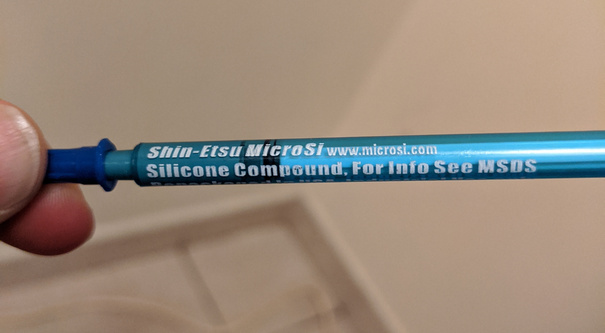 Shin-Etsu MicroSi www.microsi.com
Silicone Compound, For Info See MSDS